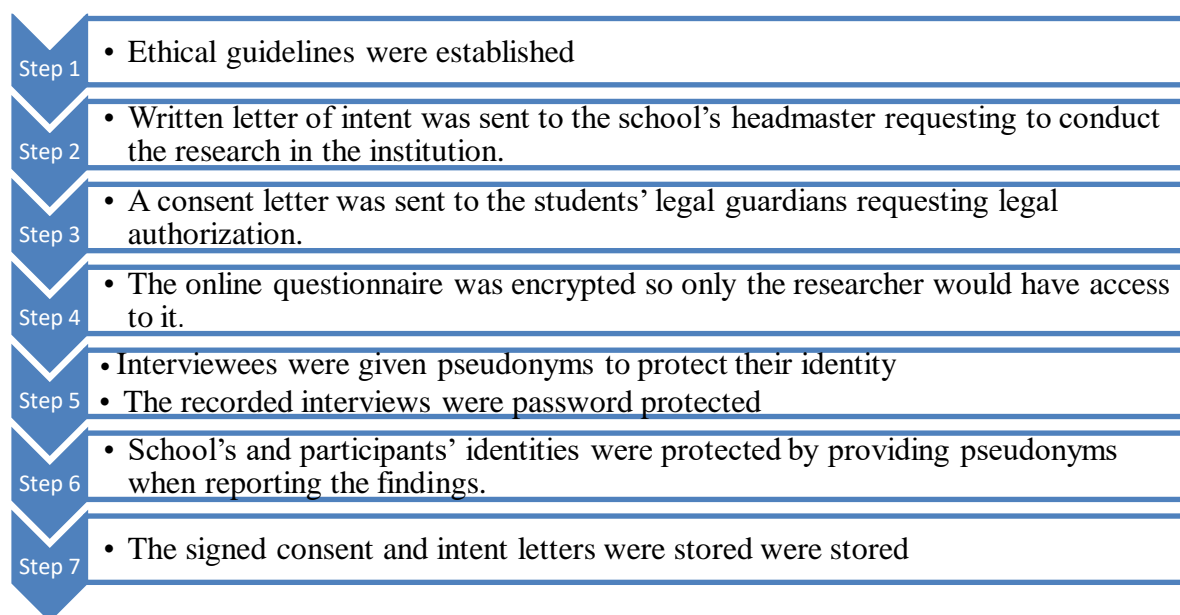 Step 1
• Ethical guidelines were established
Step 2
• Written letter of intent was sent to the school’s headmaster requesting to conduct
the research in the institution.
Step 3
• A consent letter was sent to the students’ legal guardians requesting legal
authorization.
Step 4
• The online questionnaire was encrypted so only the researcher would have access
to it.
Step 5
• Interviewees were given pseudonyms to protect their identity
• The recorded interviews were password protected
Step 6
• School’s and participants’ identities were protected by providing pseudonyms
when reporting the findings.
Step 7
• The signed consent and intent letters were stored were stored